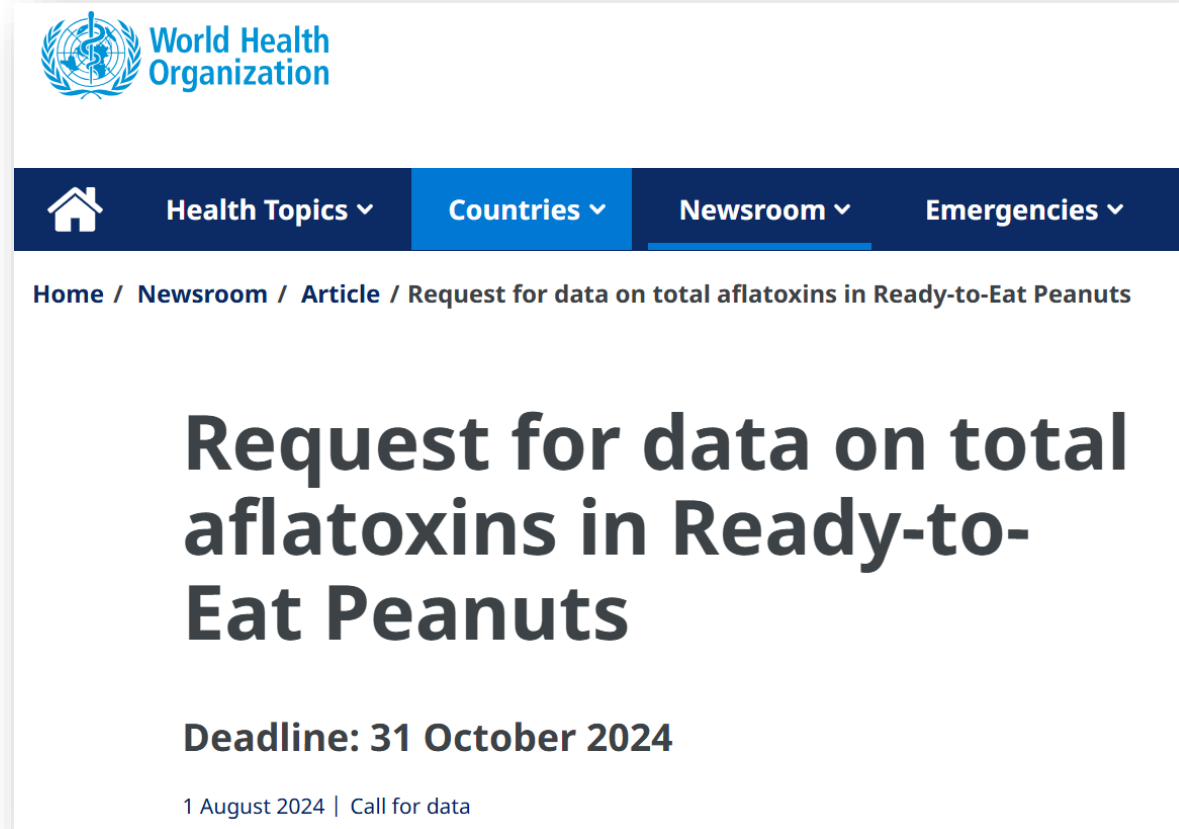 World Health
Organization
Health Topics
Countries
Newsroom
Emergencies
Home / Newsroom / Article / Request for data on total aflatoxins in Ready-to-Eat Peanuts
Request for data on total
aflatoxins in Ready-to-
Eat Peanuts
Deadline: 31 October 2024
1 August 2024 | Call for data